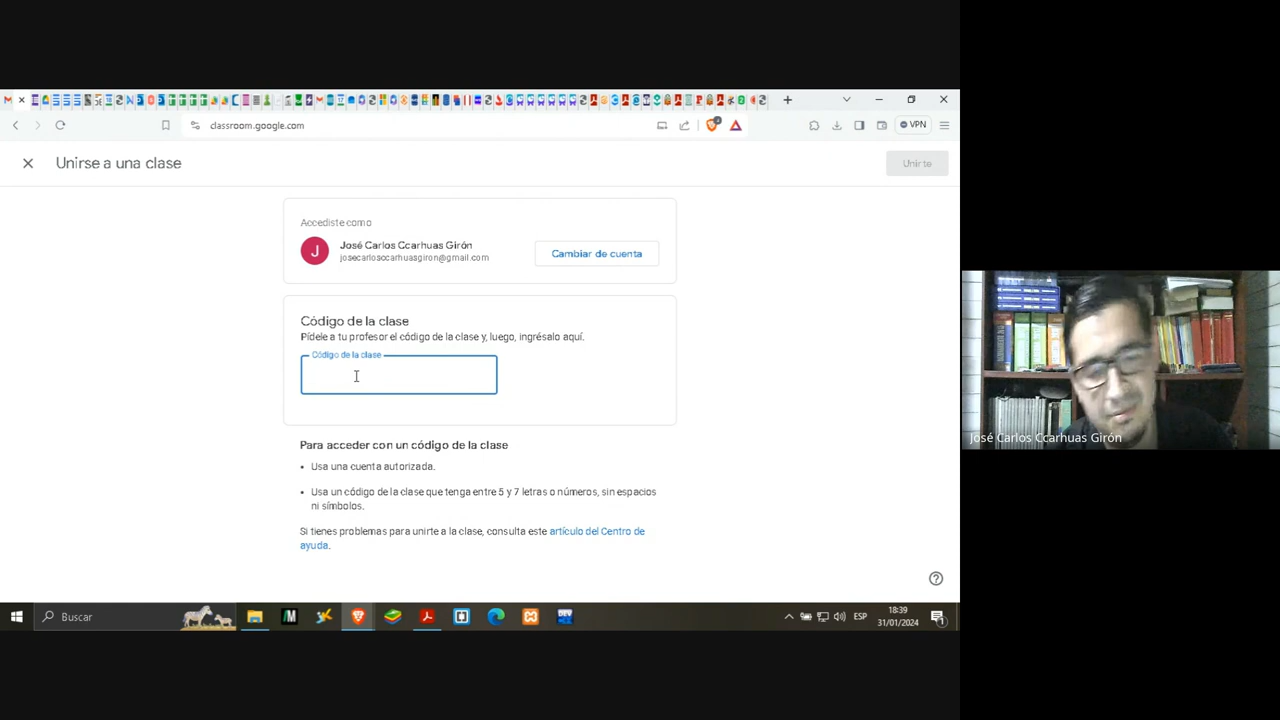 classroom.google.com
VPN
Unirse a una clase
Unirte
Accediste como
J
José Carlos Ccarhuas Girón
josecarlosccarhuasgiron@gmail.com
Cambiar de cuenta
Código de la clase
Pídele a tu profesor el código de la clase y, luego, ingrésalo aquí.
Código de la clase
Para acceder con un código de la clase
• Usa una cuenta autorizada.
• Usa un código de la clase que tenga entre 5 y 7 letras o números, sin espacios
ni símbolos.
Si tienes problemas para unirte a la clase, consulta este artículo del Centro de
ayuda.
José Carlos Ccarhuas Girón
Buscar
DEV
ESP
18:39
31/01/2024